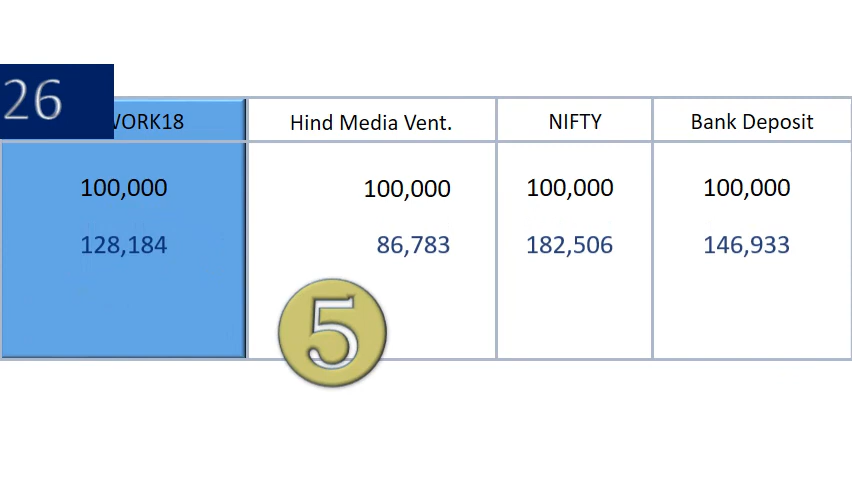 26
WORK18 Hind Media Vent. NIFTY Bank Deposit
100,000 100,000 100,000 100,000
128,184 86,783 182,506 146,933
5